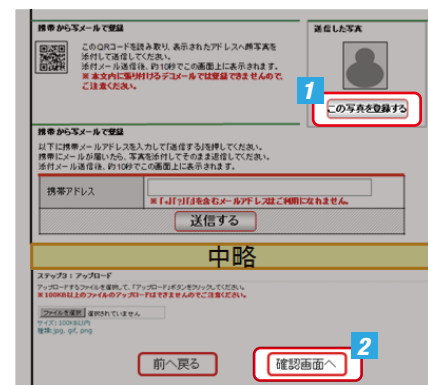 携帯から写メールで登録
このQRコードを読み取り、表示されたアドレスへ顔写真を
添付して送信してください。
添付メール送信後、約10秒でこの画面上に表示されます。
※本文内に張り付けるデコメールでは登録できませんので、
ご注意ください。
送信した写真
1
この写真を登録する
携帯から写メールで登録
以下に携帯メールアドレスを入力して「送信する」を押してください。
携帯にメールが届いたら、写真を添付してそのまま返信してください。
添付メール送信後、約10秒でこの画面上に表示されます。
携帯アドレス
※「..」「?」「/」を含むメールアドレスはご利用になれません。
送信する
中略
ステップ3：アップロード
アップロードするファイルを選択して、「アップロード」ボタンをクリックしてください。
※100KB以上のファイルのアップロードはできませんのでご注意ください。
ファイルを選択 選択されていません
サイズ: 100KB以内
種類: jpg, gif, png
2
前へ戻る
確認画面へ